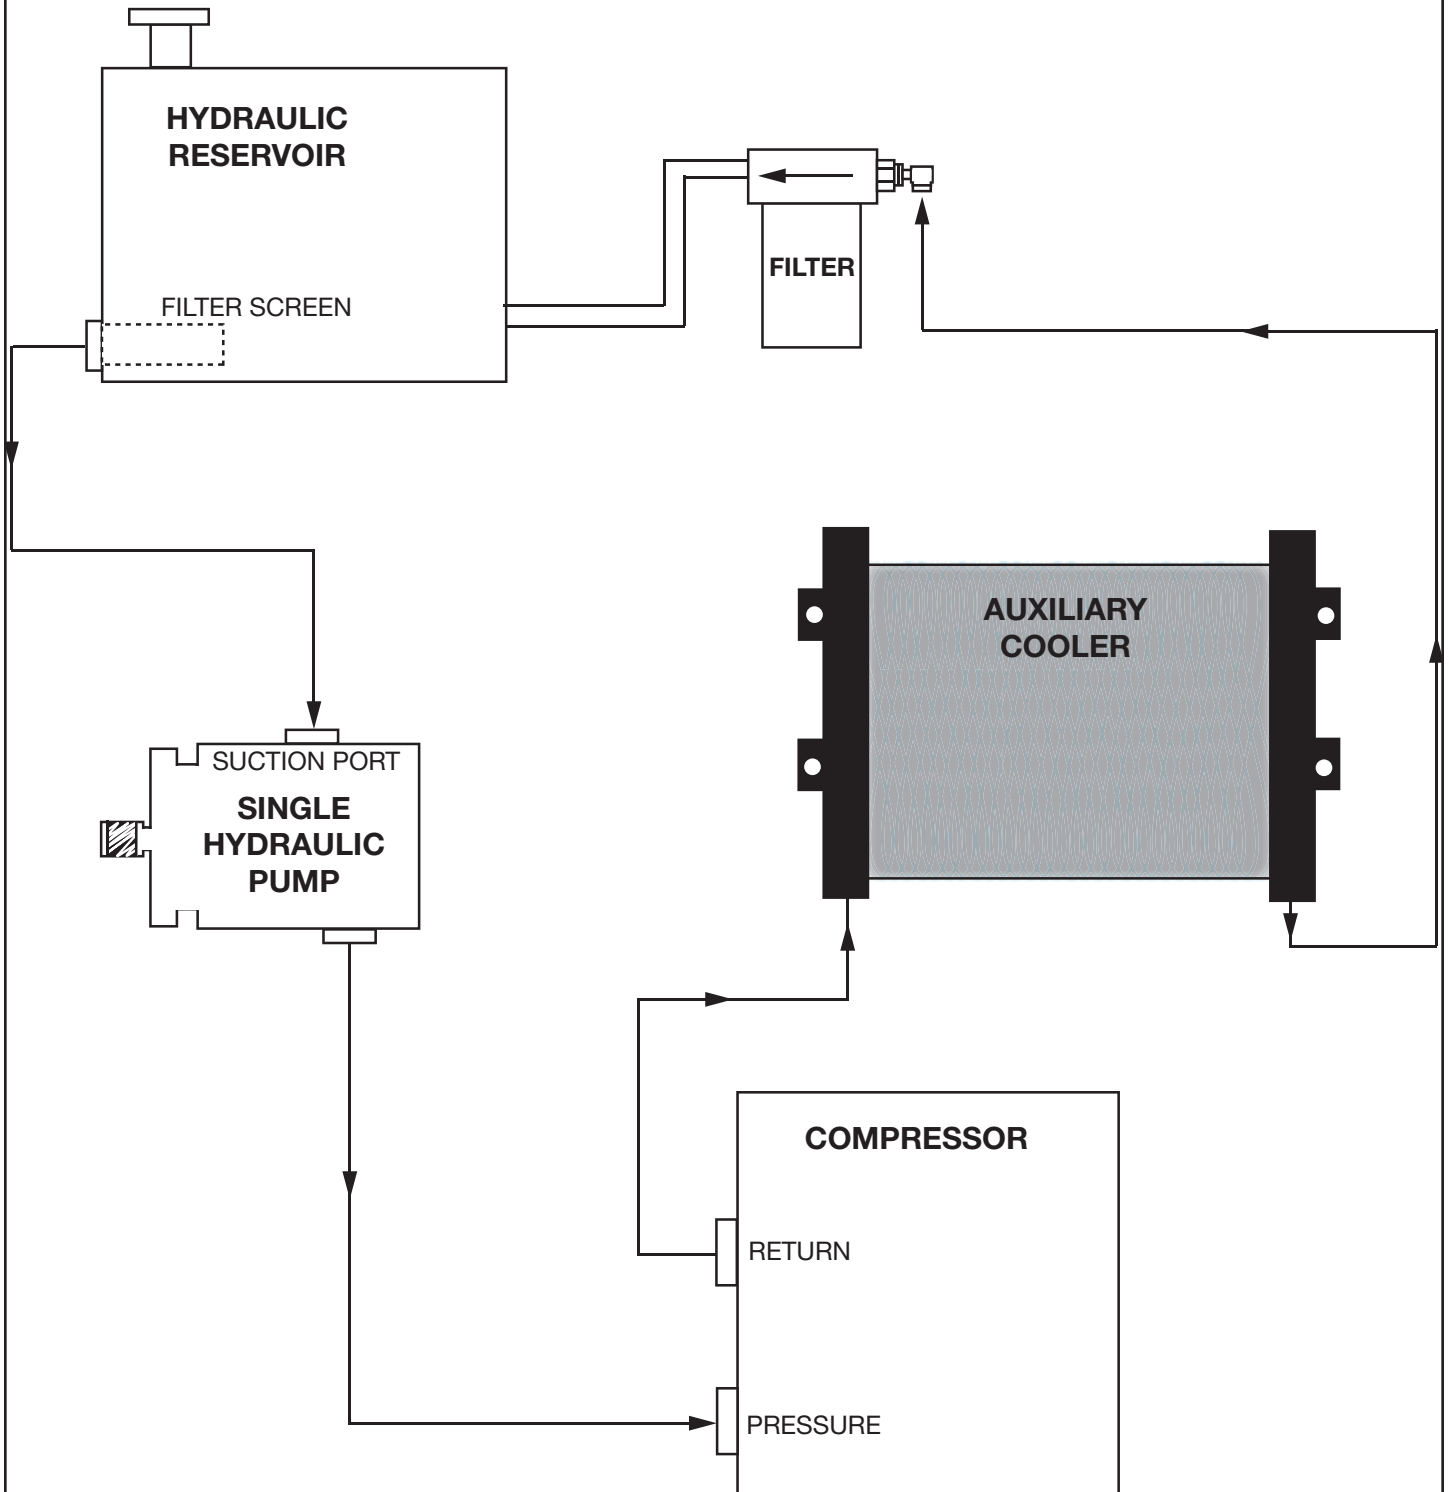 HYDRAULIC
RESERVOIR
FILTER SCREEN
FILTER
AUXILIARY
COOLER
SUCTION PORT
SINGLE
HYDRAULIC
PUMP
COMPRESSOR
RETURN
PRESSURE